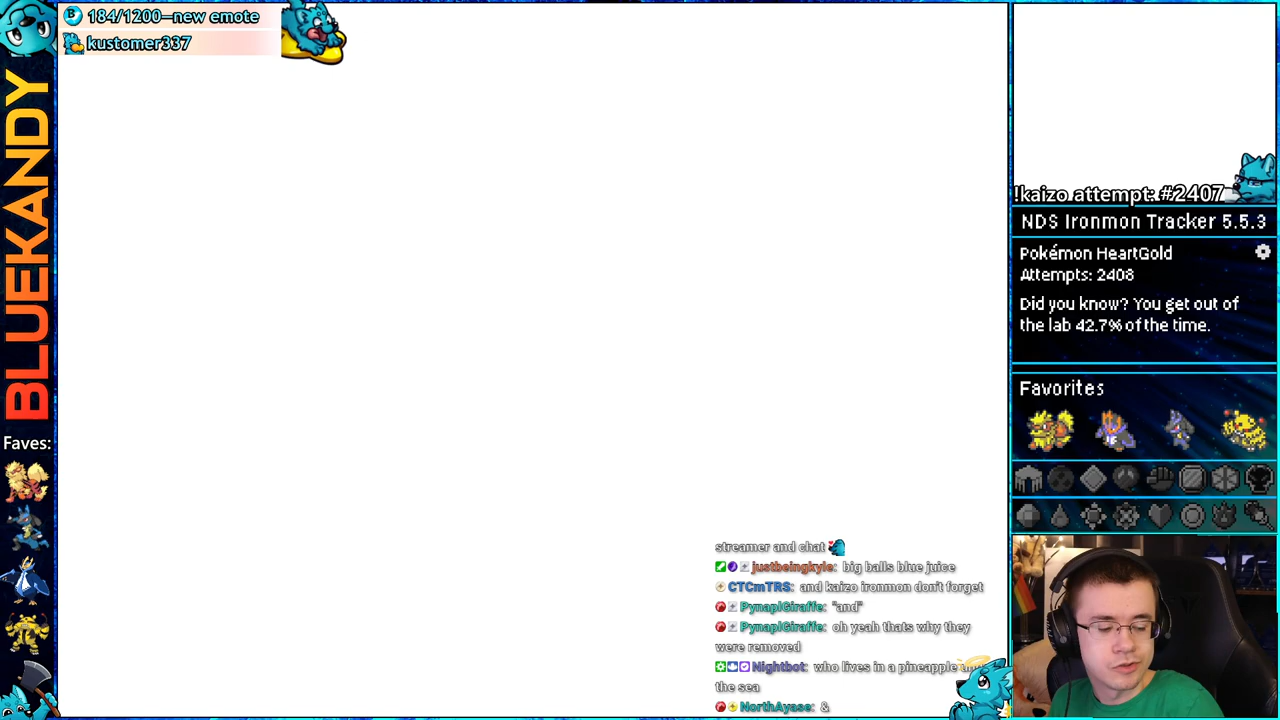 184/1200—new emote
kustomer337
BLUEKANDY
Faves:
!kaizo attempt: #2407
NDS Ironmon Tracker 5.5.3
Pokémon HeartGold
Attempts: 2408
Did you know? You get out of
the lab 42.7% of the time.
Favorites
streamer and chat
justbeingkyle: big balls blue juice
CTCmTRS: and kaizo ironmon don't forget
PynaplGiraffe: "and"
PynaplGiraffe: oh yeah thats why they
were removed
Nightbot: who lives in a pineapple
the sea
NorthAyase: &